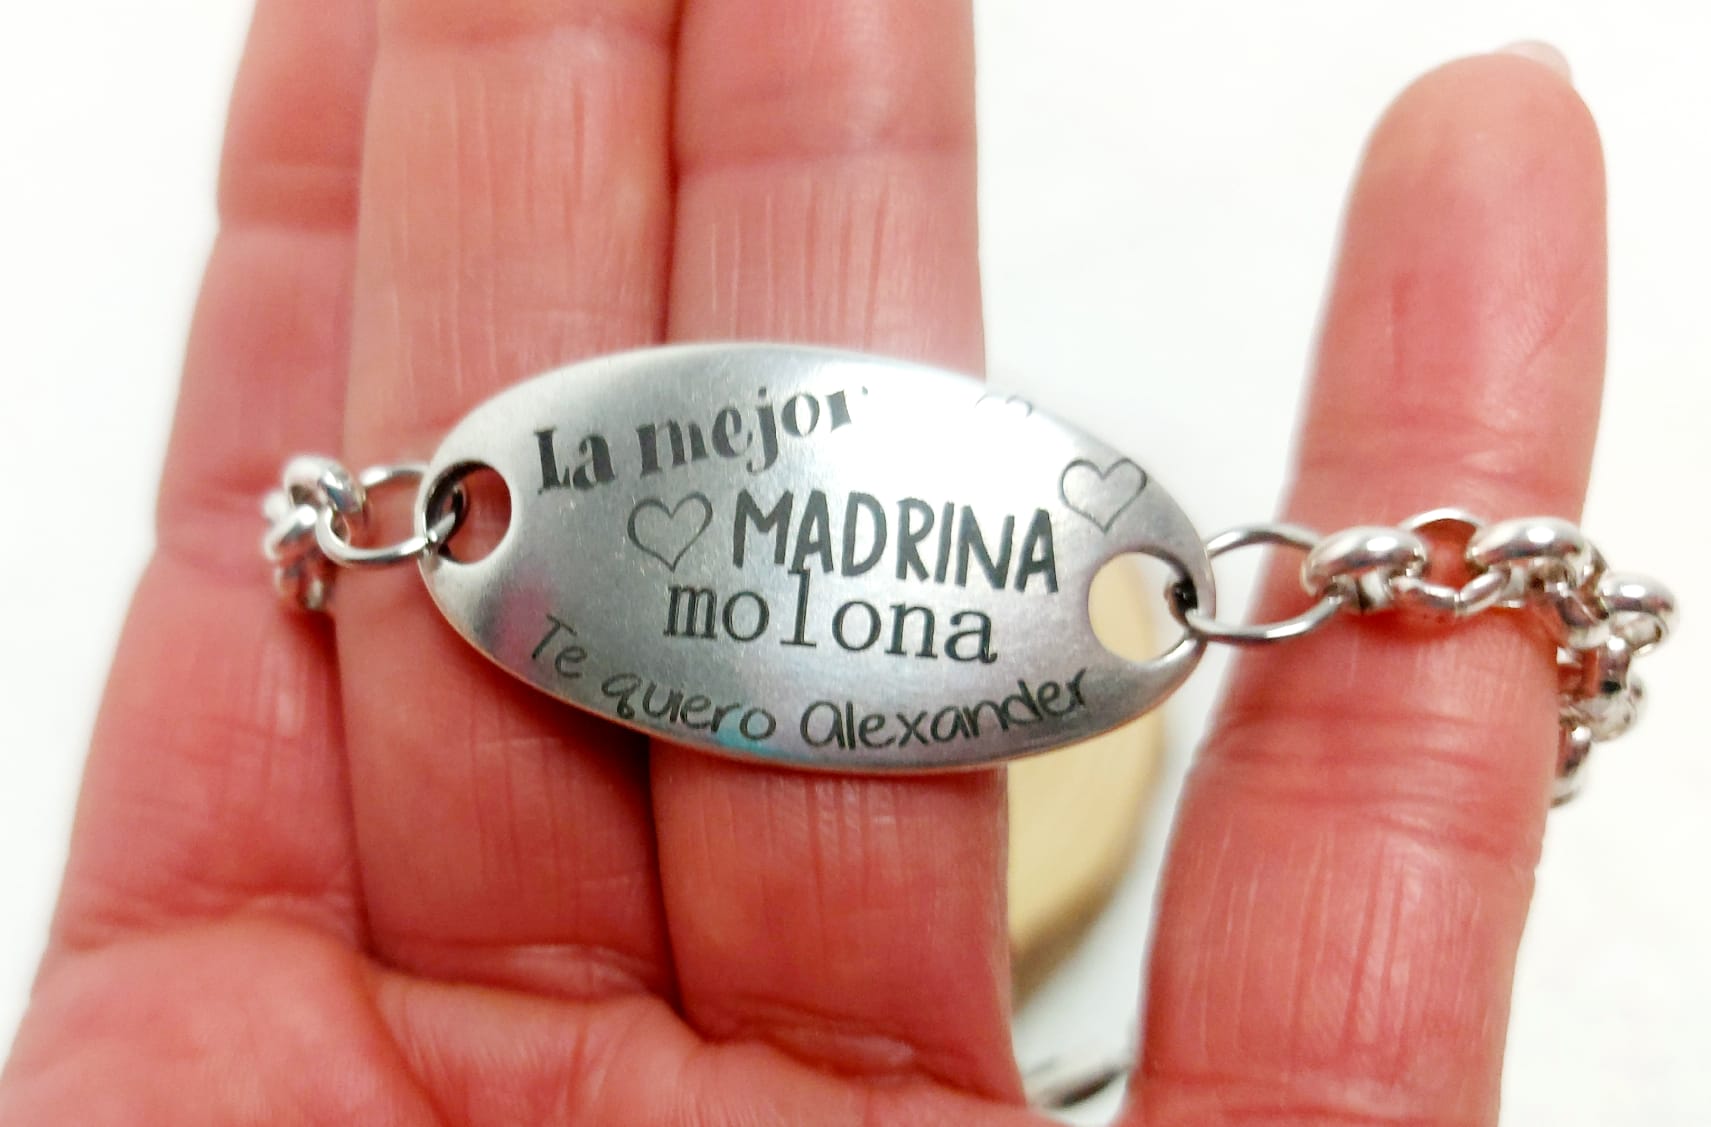 La mejor
MADRINA
molona
Te quiero Alexander